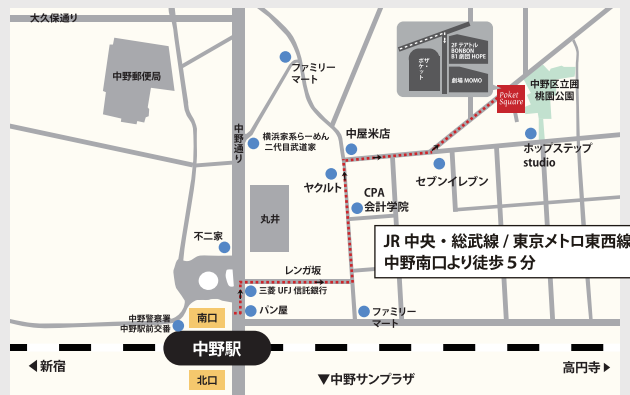 大久保通り
中野郵便局
ファミリー
マート
2F テアトル
BONBON
B1 劇団 HOPE
ザ・
ポケット
劇場 MOMO
Poket
Square
中野区立囲
桃園公園
中野通り
横浜家系らーめん
二代目武道家
中屋米店
ホップステップ
studio
ヤクルト
セブンイレブン
CPA
会計学院
丸井
不二家
JR 中央・総武線 / 東京メトロ東西線
中野南口より徒歩 5 分
レンガ坂
三菱 UFJ 信託銀行
パン屋
ファミリー
マート
中野警察署
中野駅前交番
南口
中野駅
新宿
北口
▼中野サンプラザ
高円寺